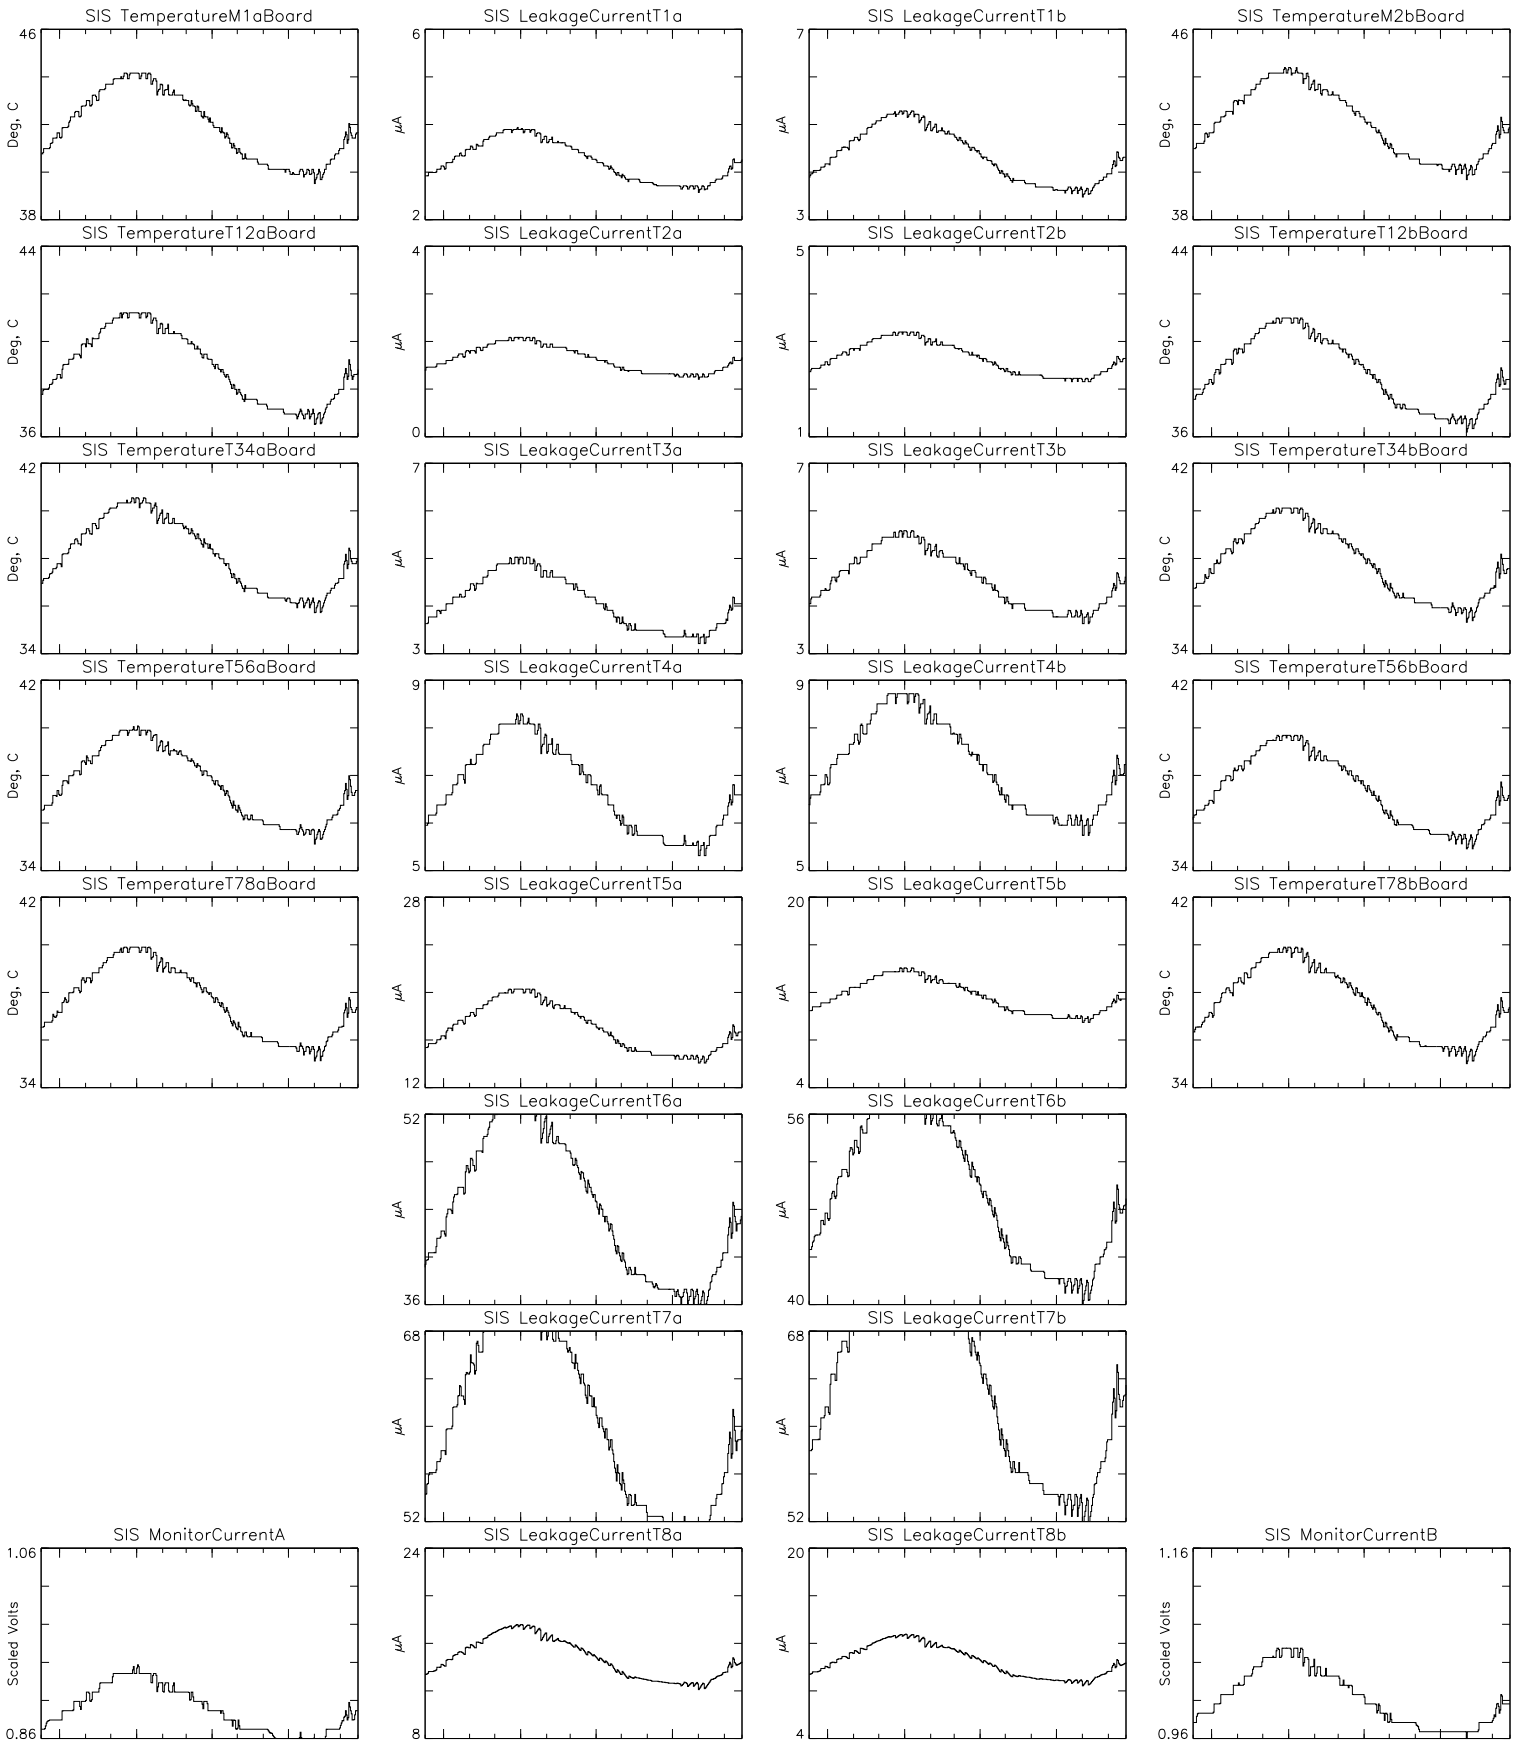 SIS TemperatureM1aBoard
SIS LeakageCurrentT1a
SIS LeakageCurrentT1b
SIS TemperatureM2bBoard
46
Deg, C
38
6
µA
2
7
µA
3
46
Deg, C
38
SIS TemperatureT12aBoard
SIS LeakageCurrentT2a
SIS LeakageCurrentT2b
SIS TemperatureT12bBoard
44
Deg, C
36
4
µA
0
5
µA
1
44
Deg, C
36
SIS TemperatureT34aBoard
SIS LeakageCurrentT3a
SIS LeakageCurrentT3b
SIS TemperatureT34bBoard
42
Deg, C
34
7
µA
3
7
µA
3
42
Deg, C
34
SIS TemperatureT56aBoard
SIS LeakageCurrentT4a
SIS LeakageCurrentT4b
SIS TemperatureT56bBoard
42
Deg, C
34
9
µA
5
9
µA
5
42
Deg, C
34
SIS TemperatureT78aBoard
SIS LeakageCurrentT5a
SIS LeakageCurrentT5b
SIS TemperatureT78bBoard
42
Deg, C
34
28
µA
12
20
µA
4
42
Deg, C
34
SIS LeakageCurrentT6a
SIS LeakageCurrentT6b
52
µA
36
56
µA
40
SIS LeakageCurrentT7a
SIS LeakageCurrentT7b
68
µA
52
68
µA
52
SIS MonitorCurrentA
SIS LeakageCurrentT8a
SIS LeakageCurrentT8b
SIS MonitorCurrentB
1.06
Scaled Volts
0.86
24
µA
8
20
µA
4
1.16
Scaled Volts
0.96